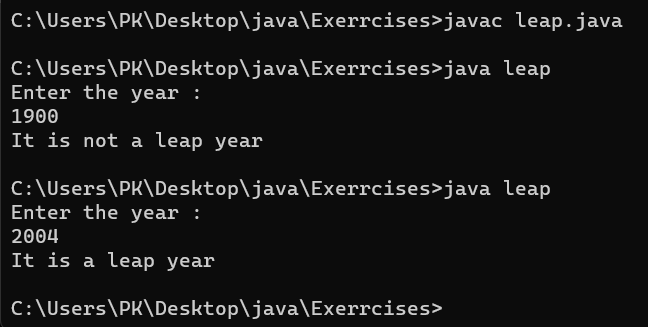 C:\Users\PK\Desktop\java\Exerrcises>javac leap.java
C:\Users\PK\Desktop\java\Exerrcises>java leap
Enter the year :
1900
It is not a leap year
C:\Users\PK\Desktop\java\Exerrcises>java leap
Enter the year :
2004
It is a leap year
C:\Users\PK\Desktop\java\Exerrcises>